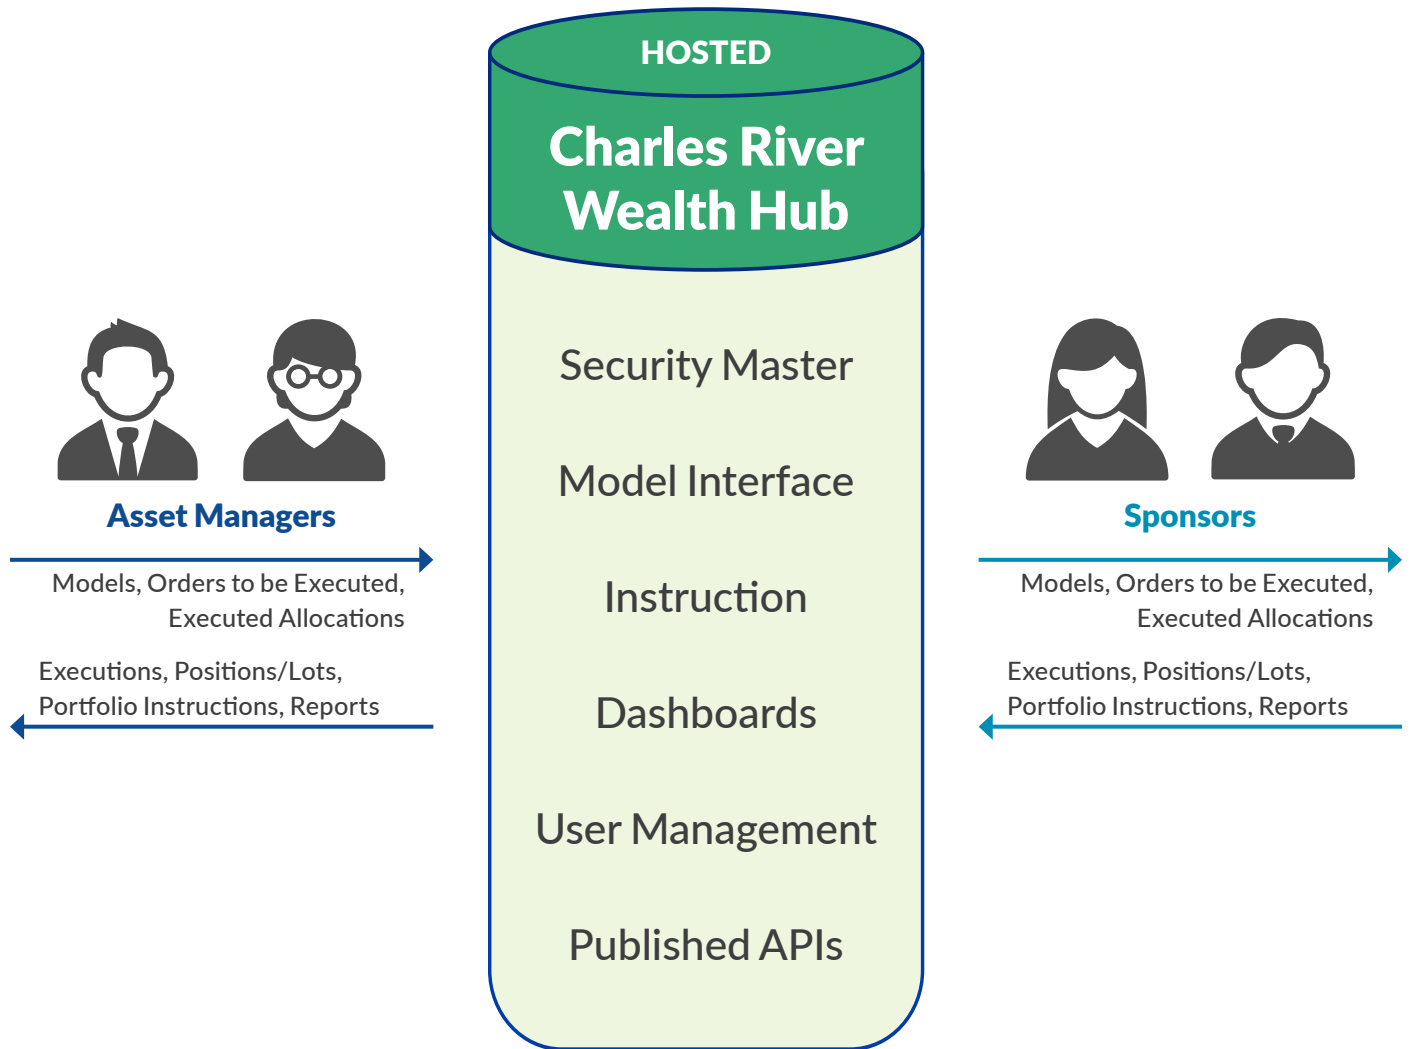 HOSTED
Charles River
Wealth Hub
Security Master
Model Interface
Instruction
Dashboards
User Management
Published APIs
Asset Managers
Models, Orders to be Executed,
Executed Allocations
Executions, Positions/Lots,
Portfolio Instructions, Reports
Sponsors
Models, Orders to be Executed,
Executed Allocations
Executions, Positions/Lots,
Portfolio Instructions, Reports